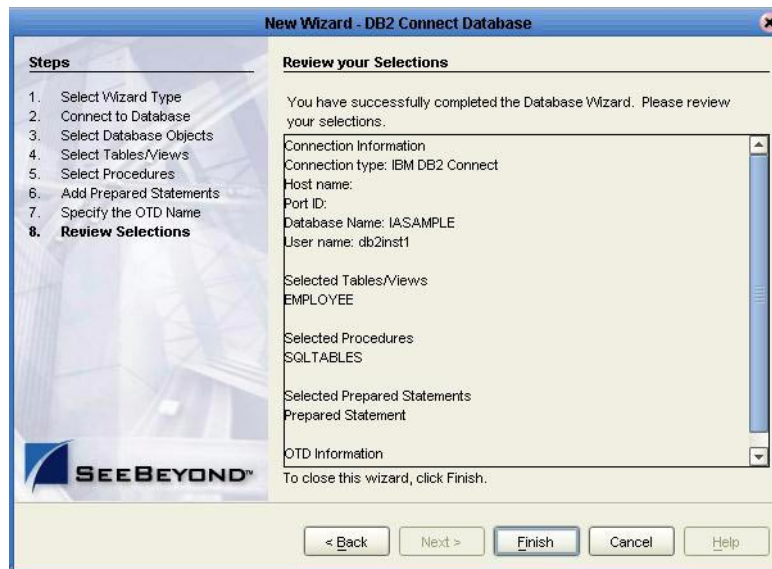 New Wizard - DB2 Connect Database
Steps
1. Select Wizard Type
2. Connect to Database
3. Select Database Objects
4. Select Tables/Views
5. Select Procedures
6. Add Prepared Statements
7. Specify the OTD Name
8. Review Selections
SEEBEYOND™
Review your Selections
You have successfully completed the Database Wizard. Please review
your selections.
Connection Information
Connection type: IBM DB2 Connect
Host name:
Port ID:
Database Name: IASAMPLE
User name: db2inst1
Selected Tables/Views
EMPLOYEE
Selected Procedures
SQLTABLES
Selected Prepared Statements
Prepared Statement
OTD Information
To close this wizard, click Finish.
< Back
Next >
Finish
Cancel
Help